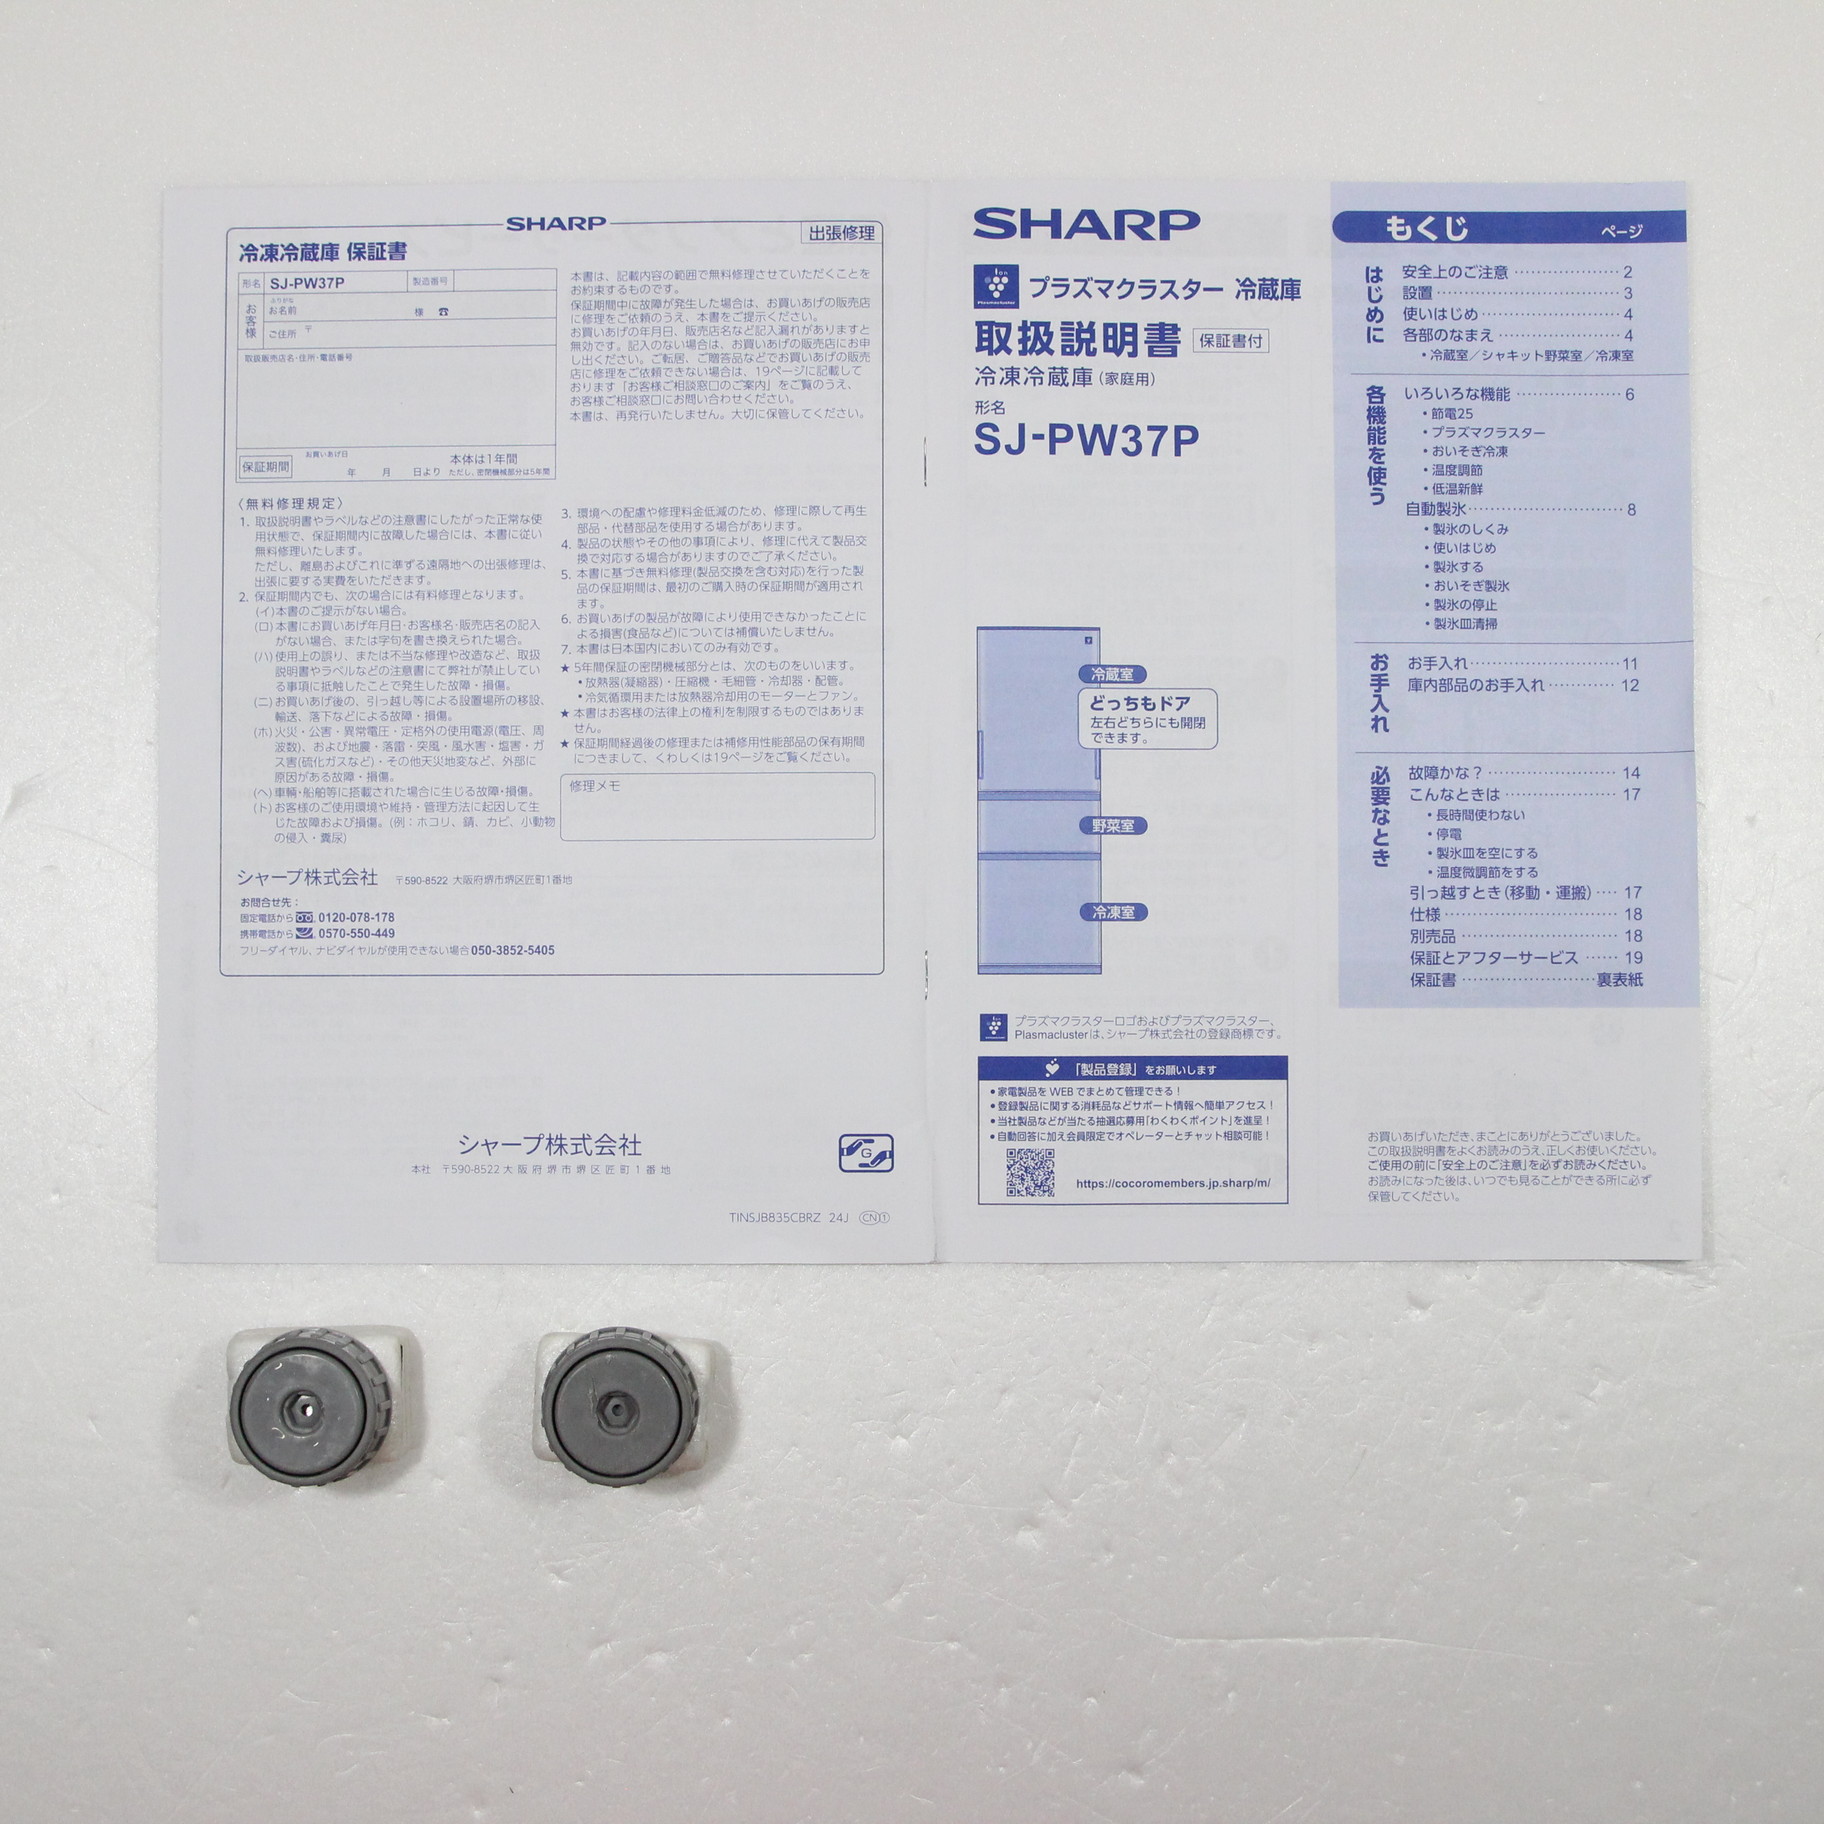 SHARP
出張修理
冷凍冷蔵庫 保証書
形名 SJ-PW37P 製造番号
お客様
ふりがな
お名前 様 ☎
ご住所 〒
取扱販売店名・住所・電話番号
保証期間
お買いあげ日
年 月 日より
本体は1年間
ただし、密閉機械部分は5年間
本書は、記載内容の範囲で無料修理させていただくことを
お約束するものです。
保証期間中に故障が発生した場合は、お買いあげの販売店
に修理をご依頼のうえ、本書をご提示ください。
お買いあげの年月日、販売店名など記入漏れがありますと
無効です。記入のない場合は、お買いあげの販売店にお申
し出ください。ご転居、ご贈答品などでお買いあげの販売
店に修理をご依頼できない場合は、19ページに記載して
おります「お客様ご相談窓口のご案内」をご覧のうえ、
お客様ご相談窓口にお問い合わせください。
本書は、再発行いたしません。大切に保管してください。
〈無料修理規定〉
1. 取扱説明書やラベルなどの注意書にしたがった正常な使
用状態で、保証期間内に故障した場合には、本書に従い
無料修理いたします。
ただし、離島およびこれに準ずる遠隔地への出張修理は、
出張に要する実費をいただきます。
2. 保証期間内でも、次の場合には有料修理となります。
(イ)本書のご提示がない場合。
(ロ)本書にお買いあげ年月日・お客様名・販売店名の記入
がない場合、または字句を書き換えられた場合。
(ハ)使用上の誤り、または不当な修理や改造など、取扱
説明書やラベルなどの注意書にて弊社が禁止してい
る事項に抵触したことで発生した故障・損傷。
(ニ)お買いあげ後の、引っ越し等による設置場所の移設、
輸送、落下などによる故障・損傷。
(ホ)火災・公害・異常電圧・定格外の使用電源(電圧、周
波数)、および地震・落雷・突風・風水害・塩害・ガ
ス害(硫化ガスなど)・その他天災地変など、外部に
原因がある故障・損傷。
(ヘ)車輌・船舶等に搭載された場合に生じる故障・損傷。
(ト)お客様のご使用環境や維持・管理方法に起因して生
じた故障および損傷。(例：ホコリ、錆、カビ、小動物
の侵入・糞尿)
3. 環境への配慮や修理料金低減のため、修理に際して再生
部品・代替部品を使用する場合があります。
4. 製品の状態やその他の事項により、修理に代えて製品交
換で対応する場合がありますのでご了承ください。
5. 本書に基づき無料修理(製品交換を含む対応)を行った製
品の保証期間は、最初のご購入時の保証期間が適用され
ます。
6. お買いあげの製品が故障により使用できなかったことに
よる損害(食品など)については補償いたしません。
7. 本書は日本国内においてのみ有効です。
★ 5年間保証の密閉機械部分とは、次のものをいいます。
・放熱器(凝縮器)・圧縮機・毛細管・冷却器・配管。
・冷気循環用または放熱器冷却用のモーターとファン。
★ 本書はお客様の法律上の権利を制限するものではありま
せん。
★ 保証期間経過後の修理または補修用性能部品の保有期間
につきまして、くわしくは19ページをご覧ください。
修理メモ
シャープ株式会社 〒590-8522 大阪府堺市堺区匠町1番地
お問合せ先：
固定電話から 0120-078-178
携帯電話から 0570-550-449
フリーダイヤル、ナビダイヤルが使用できない場合 050-3852-5405
シャープ株式会社
本社 〒590-8522 大阪府堺市堺区匠町1番地
G
TINSJB835CBRZ 24J CN①
SHARP
Ion
Plasmacluster
プラズマクラスター 冷蔵庫
取扱説明書 保証書付
冷凍冷蔵庫(家庭用)
形名
SJ-PW37P
冷蔵室
どっちもドア
左右どちらにも開閉
できます。
野菜室
冷凍室
プラズマクラスターロゴおよびプラズマクラスター、
Plasmaclusterは、シャープ株式会社の登録商標です。
「製品登録」をお願いします
●家電製品を WEB でまとめて管理できる！
●登録製品に関する消耗品などサポート情報へ簡単アクセス！
●当社製品などが当たる抽選応募用「わくわくポイント」を進呈！
●自動回答に加え会員限定でオペレーターとチャット相談可能！
https://cocoromembers.jp.sharp/m/
もくじ ページ
はじめに
安全上のご注意 2
設置 3
使いはじめ 4
各部のなまえ 4
・冷蔵室／シャキット野菜室／冷凍室
各機能を使う
いろいろな機能 6
・節電25
・プラズマクラスター
・おいそぎ冷凍
・温度調節
・低温新鮮
自動製氷 8
・製氷のしくみ
・使いはじめ
・製氷する
・おいそぎ製氷
・製氷の停止
・製氷皿清掃
お手入れ
お手入れ 11
庫内部品のお手入れ 12
必要なとき
故障かな？ 14
こんなときは 17
・長時間使わない
・停電
・製氷皿を空にする
・温度微調節をする
引っ越すとき(移動・運搬) 17
仕様 18
別売品 18
保証とアフターサービス 19
保証書 裏表紙
お買いあげいただき、まことにありがとうございました。
この取扱説明書をよくお読みのうえ、正しくお使いください。
ご使用の前に「安全上のご注意」を必ずお読みください。
お読みになった後は、いつでも見ることができる所に必ず
保管してください。